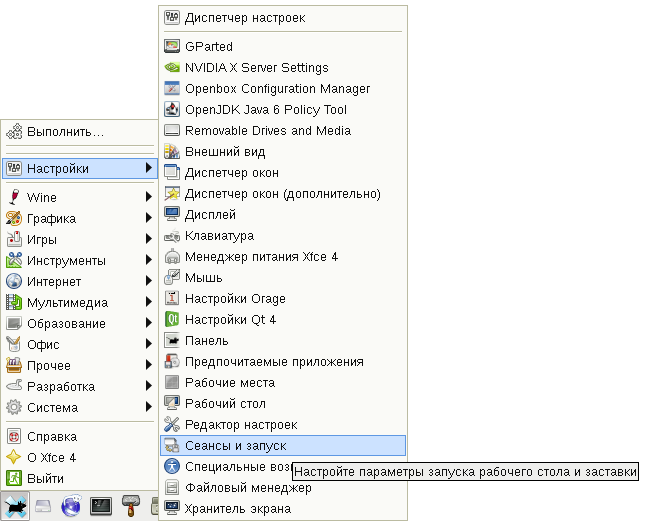 Диспетчер настроек
GParted
NVIDIA X Server Settings
Openbox Configuration Manager
OpenJDK Java 6 Policy Tool
Removable Drives and Media
Внешний вид
Диспетчер окон
Диспетчер окон (дополнительно)
Дисплей
Клавиатура
Менеджер питания Xfce 4
Мышь
Настройки Orage
Настройки Qt 4
Панель
Предпочитаемые приложения
Рабочие места
Рабочий стол
Редактор настроек
Сеансы и запуск
Специальные воз
Настройте параметры запуска рабочего стола и заставки
Файловый менеджер
Хранитель экрана
Выполнить...
Настройки
Wine
Графика
Игры
Инструменты
Интернет
Мультимедиа
Образование
Офис
Прочее
Разработка
Система
Справка
О Xfce 4
Выйти